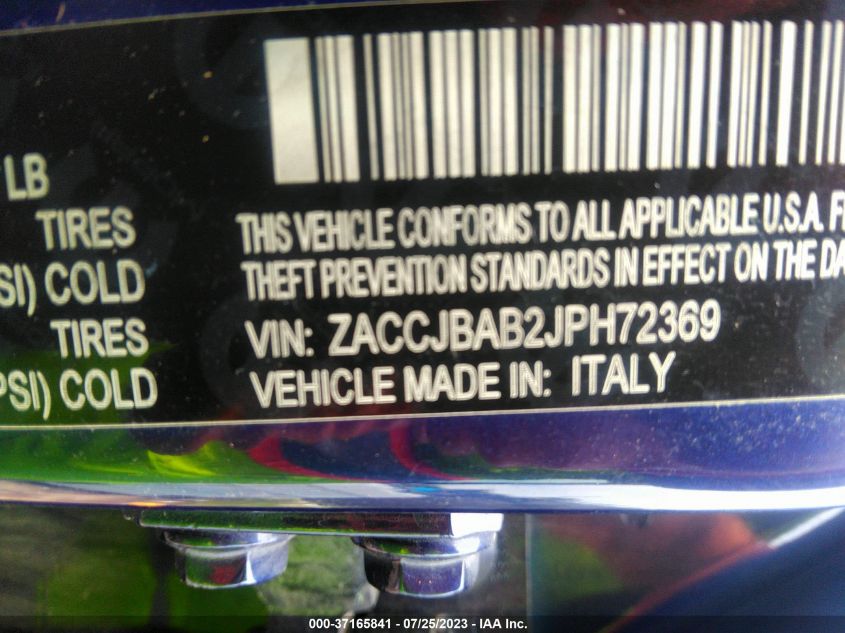 LB
TIRES
SI) COLD
TIRES
PSI) COLD
THIS VEHICLE CONFORMS TO ALL APPLICABLE U.S.A. F
THEFT PREVENTION STANDARDS IN EFFECT ON THE DA
VIN: ZACCJBAB2JPH72369
VEHICLE MADE IN: ITALY
000-37165841 - 07/25/2023 - IAA Inc.